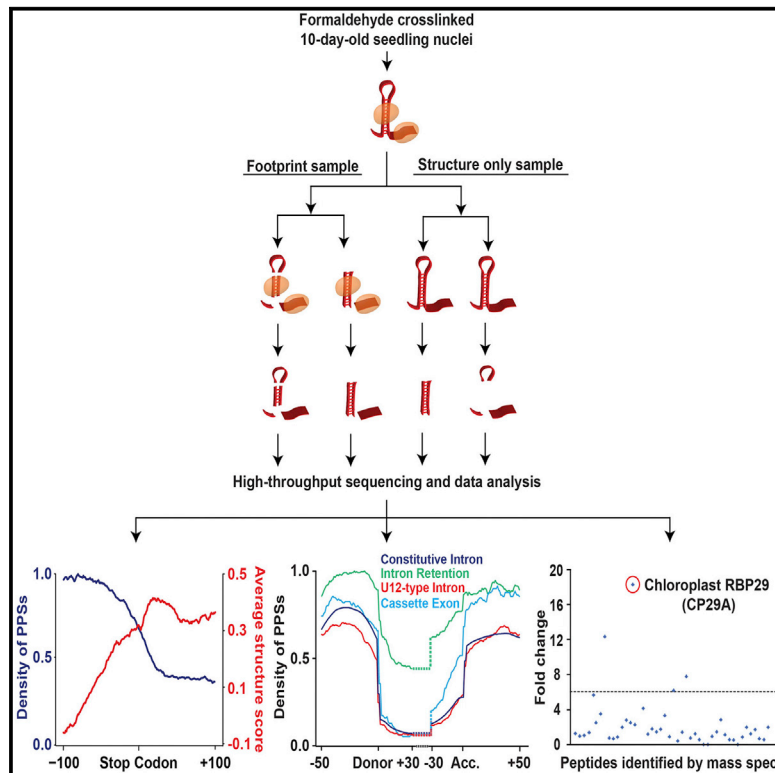 Formaldehyde crosslinked
10-day-old seedling nuclei
Footprint sample
Structure only sample
High-throughput sequencing and data analysis
Density of PPSs
1.0
0.5
0.0
Average structure score
0.5
0.3
0.1
-0.1
−100 Stop Codon +100
Density of PPSs
1.0
0.5
0.0
Constitutive Intron
Intron Retention
U12-type Intron
Cassette Exon
-50 Donor +30 -30 Acc. +50
Fold change
20
16
12
8
4
0
Chloroplast RBP29
(CP29A)
Peptides identified by mass spec